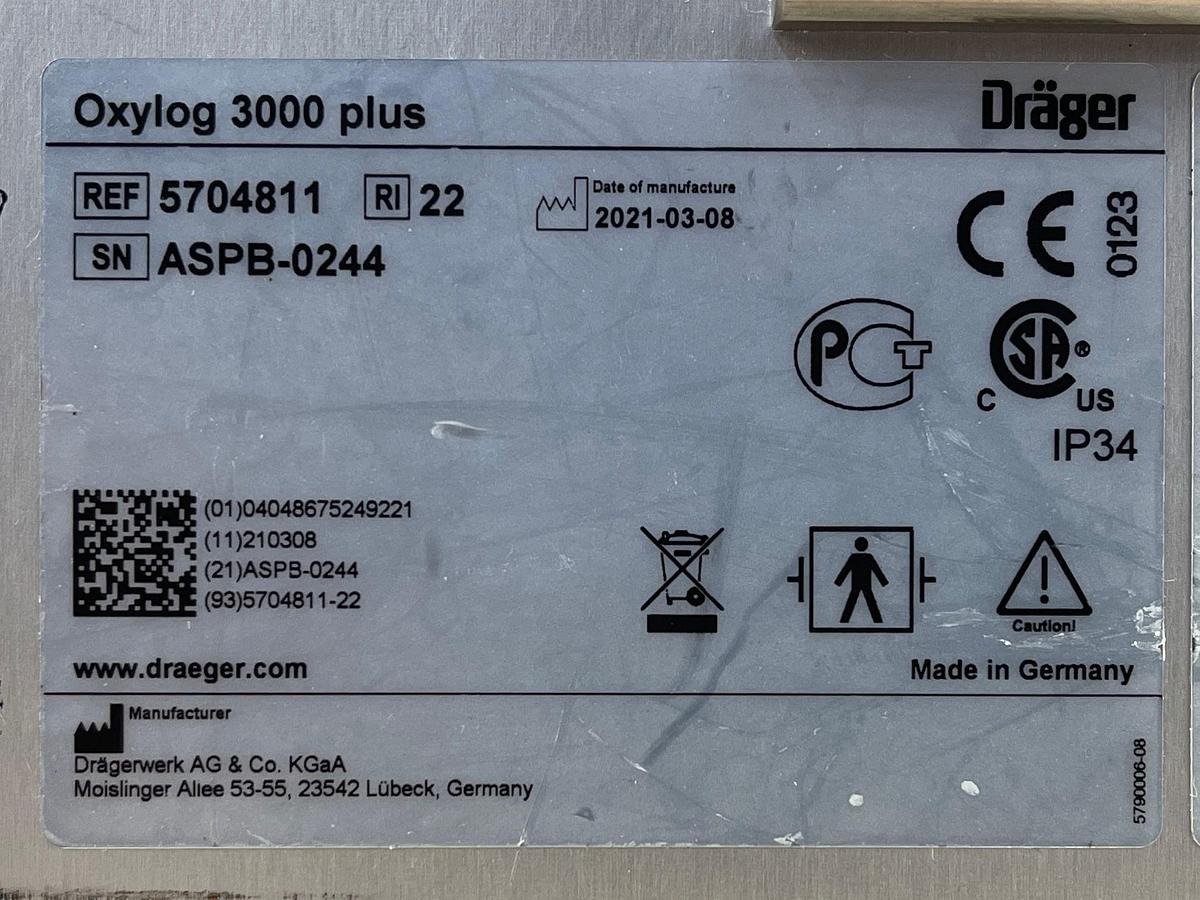 Oxylog 3000 plus
Dräger
REF 5704811 RI 22
Date of manufacture
2021-03-08
SN ASPB-0244
CE 0123
PCT
CSA®
C US
IP34
(01)04048675249221
(11)210308
(21)ASPB-0244
(93)5704811-22
Caution!
www.draeger.com
Made in Germany
Manufacturer
Drägerwerk AG & Co. KGaA
Moislinger Allee 53-55, 23542 Lübeck, Germany
5790006-08